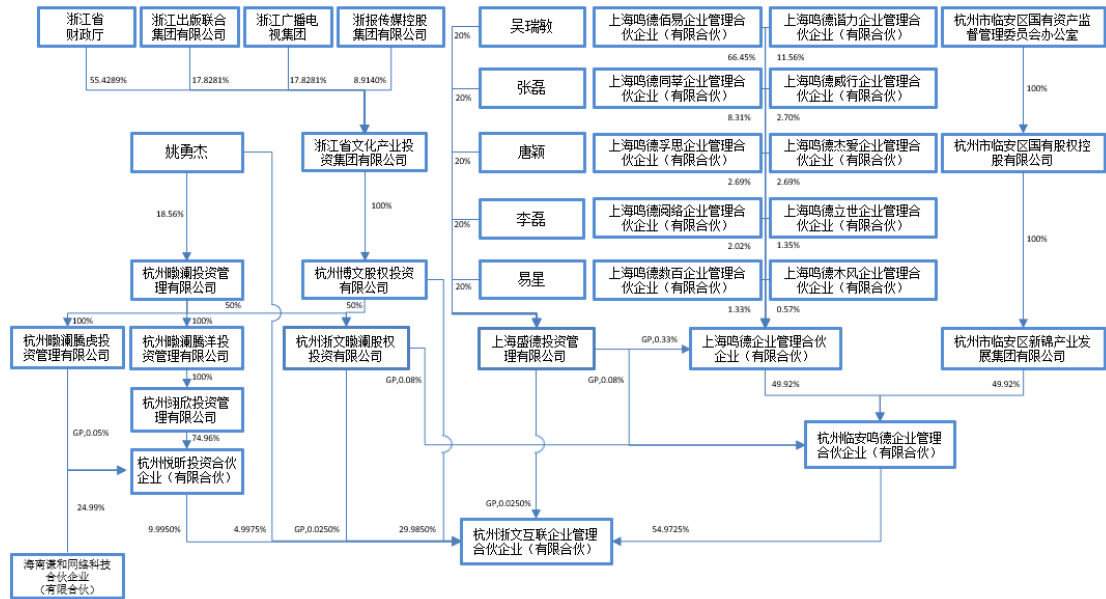 浙江省
财政厅
浙江出版联合
集团有限公司
浙江广播电
视集团
浙报传媒控股
集团有限公司
吴瑞敏
上海鸣德佰易企业管理合
伙企业（有限合伙）
上海鸣德谐力企业管理合
伙企业（有限合伙）
杭州市临安区国有资产监
督管理委员会办公室
20%
55.4289%
17.8281%
17.8281%
8.9140%
66.45%
11.56%
张磊
上海鸣德同莘企业管理合
伙企业（有限合伙）
上海鸣德威行企业管理合
伙企业（有限合伙）
100%
20%
8.31%
2.70%
姚勇杰
浙江省文化产业投
资集团有限公司
唐颖
上海鸣德孚思企业管理合
伙企业（有限合伙）
上海鸣德杰爱企业管理合
伙企业（有限合伙）
杭州市临安区国有股权控
股有限公司
20%
2.69%
2.69%
18.56%
100%
李磊
上海鸣德阅络企业管理合
伙企业（有限合伙）
上海鸣德立世企业管理合
伙企业（有限合伙）
100%
20%
2.02%
1.35%
杭州瞰澜投资管
理有限公司
杭州博文股权投资
有限公司
易星
上海鸣德数百企业管理合
伙企业（有限合伙）
上海鸣德木风企业管理合
伙企业（有限合伙）
20%
50%
50%
1.33%
0.57%
100%
100%
杭州瞰澜腾虎投
资管理有限公司
杭州瞰澜腾洋投
资管理有限公司
杭州浙文瞰澜股权
投资有限公司
上海盛德投资管
理有限公司
GP,0.33%
上海鸣德企业管理合伙
企业（有限合伙）
杭州市临安区新锦产业发
展集团有限公司
100%
GP,0.08%
GP,0.08%
49.92%
49.92%
杭州翊欣投资管
理有限公司
GP,0.05%
74.96%
杭州临安鸣德企业管理
合伙企业（有限合伙）
杭州悦昕投资合伙
企业（有限合伙）
24.99%
GP,0.0250%
9.9950%
4.9975%
GP,0.0250%
29.9850%
54.9725%
杭州浙文互联企业管理
合伙企业（有限合伙）
海南谦和网络科技
合伙企业
（有限合伙）